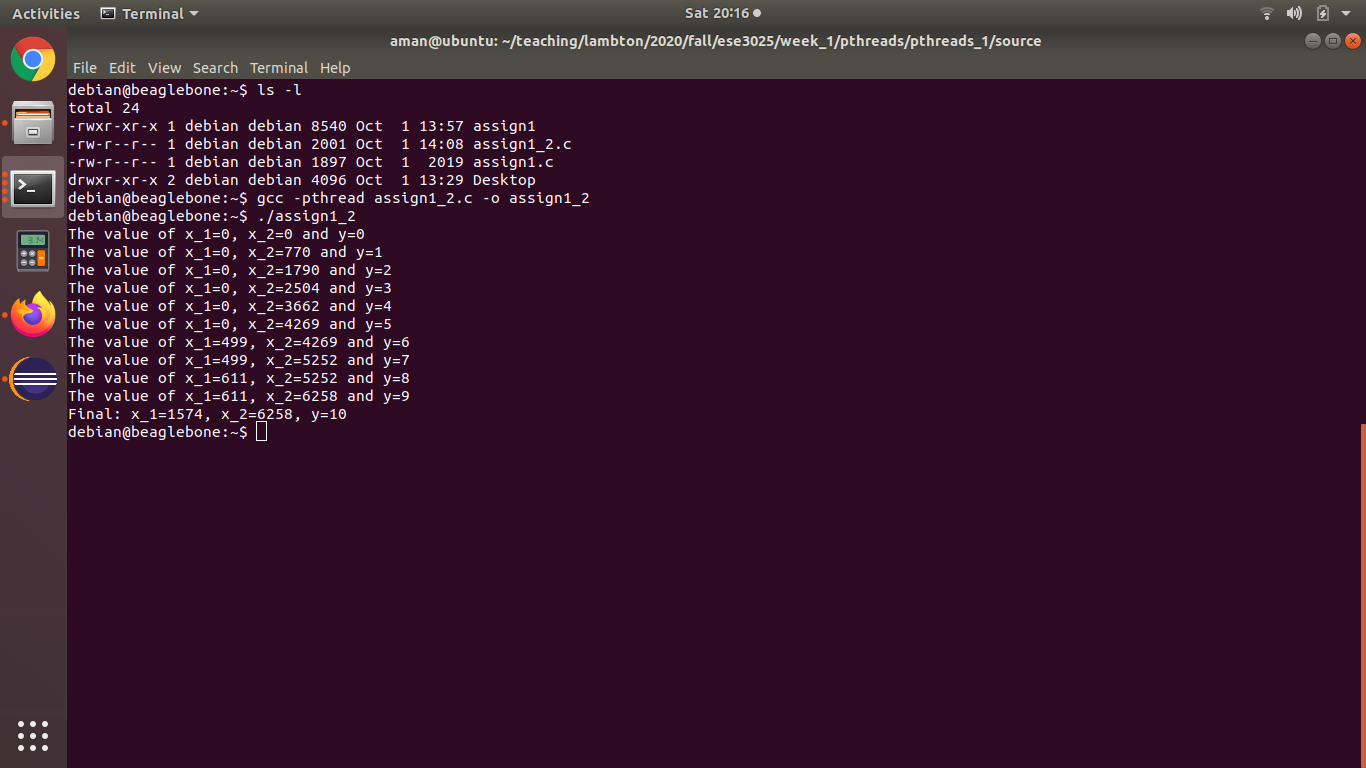 Activities Terminal Sat 20:16
aman@ubuntu: ~/teaching/lambton/2020/fall/ese3025/week_1/pthreads/pthreads_1/source
File Edit View Search Terminal Help
debian@beaglebone:~$ ls -l
total 24
-rwxr-xr-x 1 debian debian 8540 Oct  1 13:57 assign1
-rw-r--r-- 1 debian debian 2001 Oct  1 14:08 assign1_2.c
-rw-r--r-- 1 debian debian 1897 Oct  1  2019 assign1.c
drwxr-xr-x 2 debian debian 4096 Oct  1 13:29 Desktop
debian@beaglebone:~$ gcc -pthread assign1_2.c -o assign1_2
debian@beaglebone:~$ ./assign1_2
The value of x_1=0, x_2=0 and y=0
The value of x_1=0, x_2=770 and y=1
The value of x_1=0, x_2=1790 and y=2
The value of x_1=0, x_2=2504 and y=3
The value of x_1=0, x_2=3662 and y=4
The value of x_1=0, x_2=4269 and y=5
The value of x_1=499, x_2=4269 and y=6
The value of x_1=499, x_2=5252 and y=7
The value of x_1=611, x_2=5252 and y=8
The value of x_1=611, x_2=6258 and y=9
Final: x_1=1574, x_2=6258, y=10
debian@beaglebone:~$